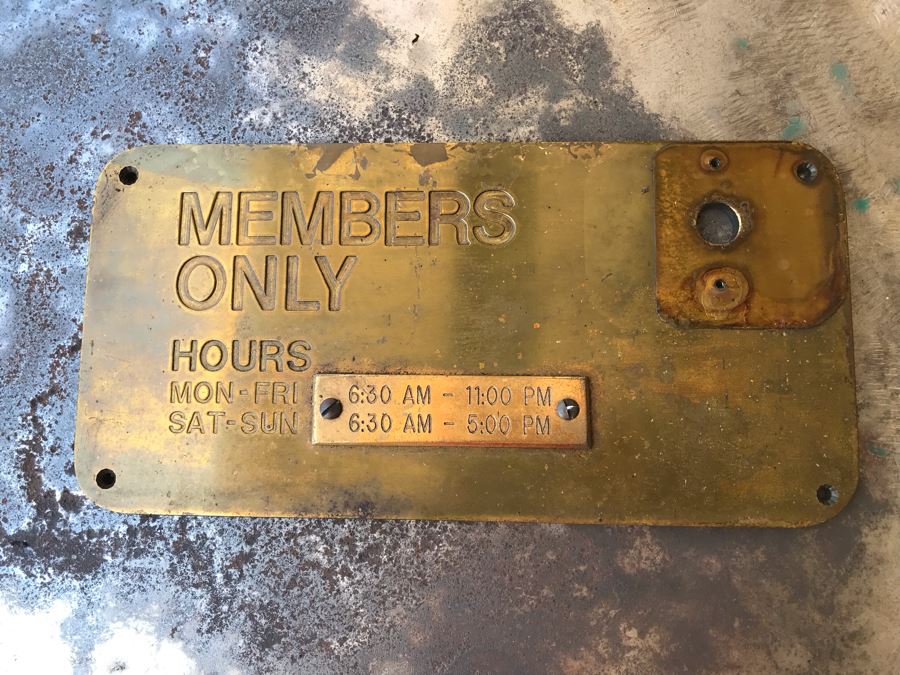 MEMBERS
ONLY
HOURS
MON-FRI 6:30 AM - 11:00 PM
SAT-SUN 6:30 AM - 5:00 PM